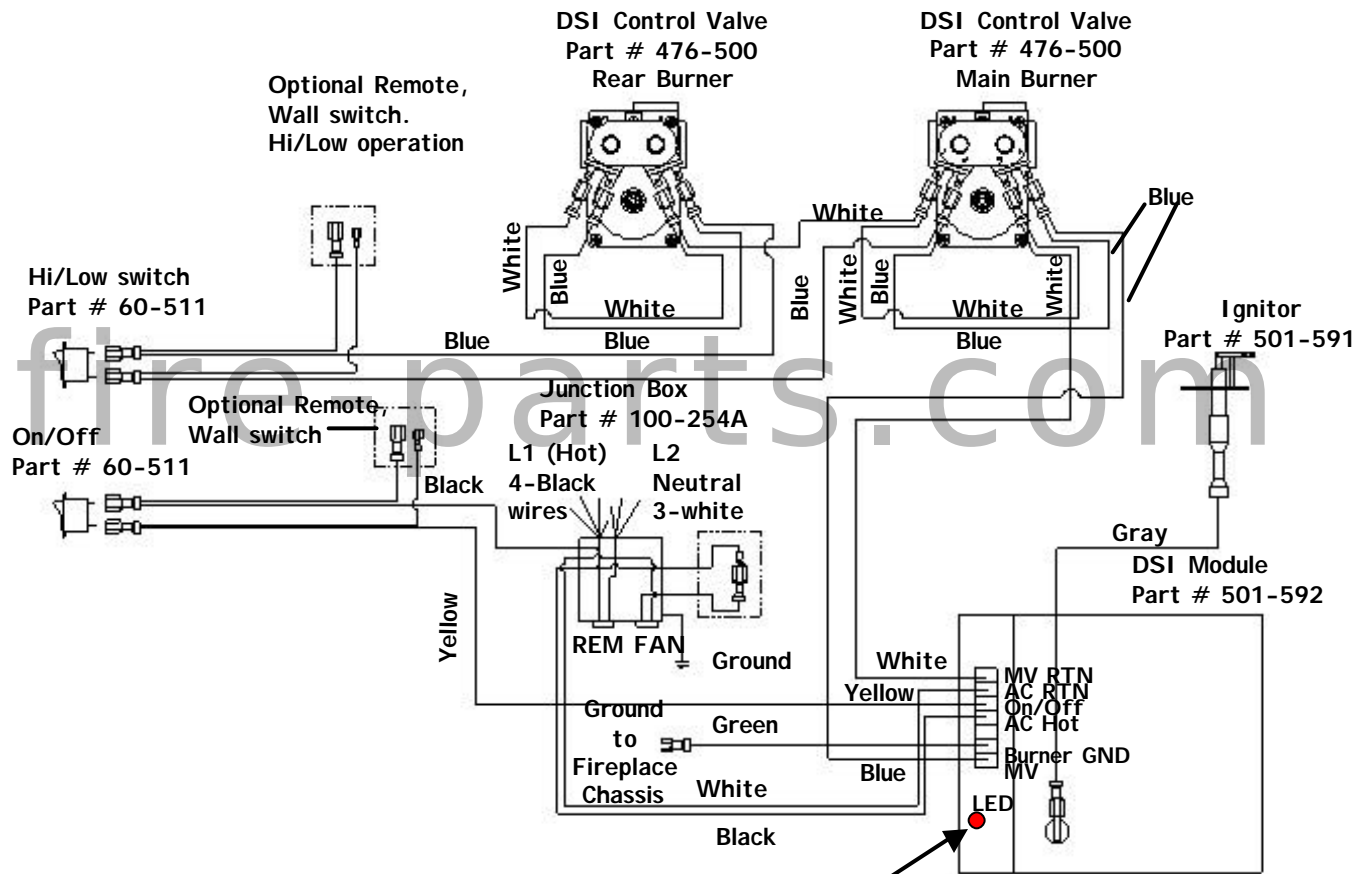 DSI Control Valve
Part # 476-500
Rear Burner
DSI Control Valve
Part # 476-500
Main Burner
Optional Remote,
Wall switch.
Hi/Low operation
Blue
White
White
Blue
White
Blue
White
Blue
White
White
Blue
Hi/Low switch
Part # 60-511
Blue
Blue
Ignitor
Part # 501-591
fire-parts.com
Junction Box
Part # 100-254A
Optional Remote,
Wall switch
On/Off
Part # 60-511
L1 (Hot)
4-Black
wires
L2
Neutral
3-white
Black
Gray
DSI Module
Part # 501-592
Yellow
REM FAN
Ground
White
MV RTN
Yellow
AC RTN
On/Off
AC Hot
Ground
to
Fireplace
Chassis
Green
Burner GND
Blue
MV
White
LED
Black